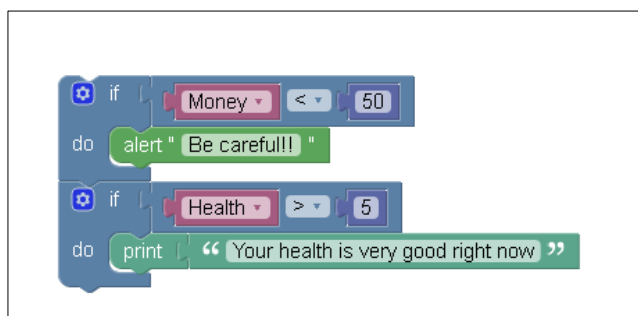 if Money < 50
do alert " Be careful!! "
if Health > 5
do print “ Your health is very good right now ”